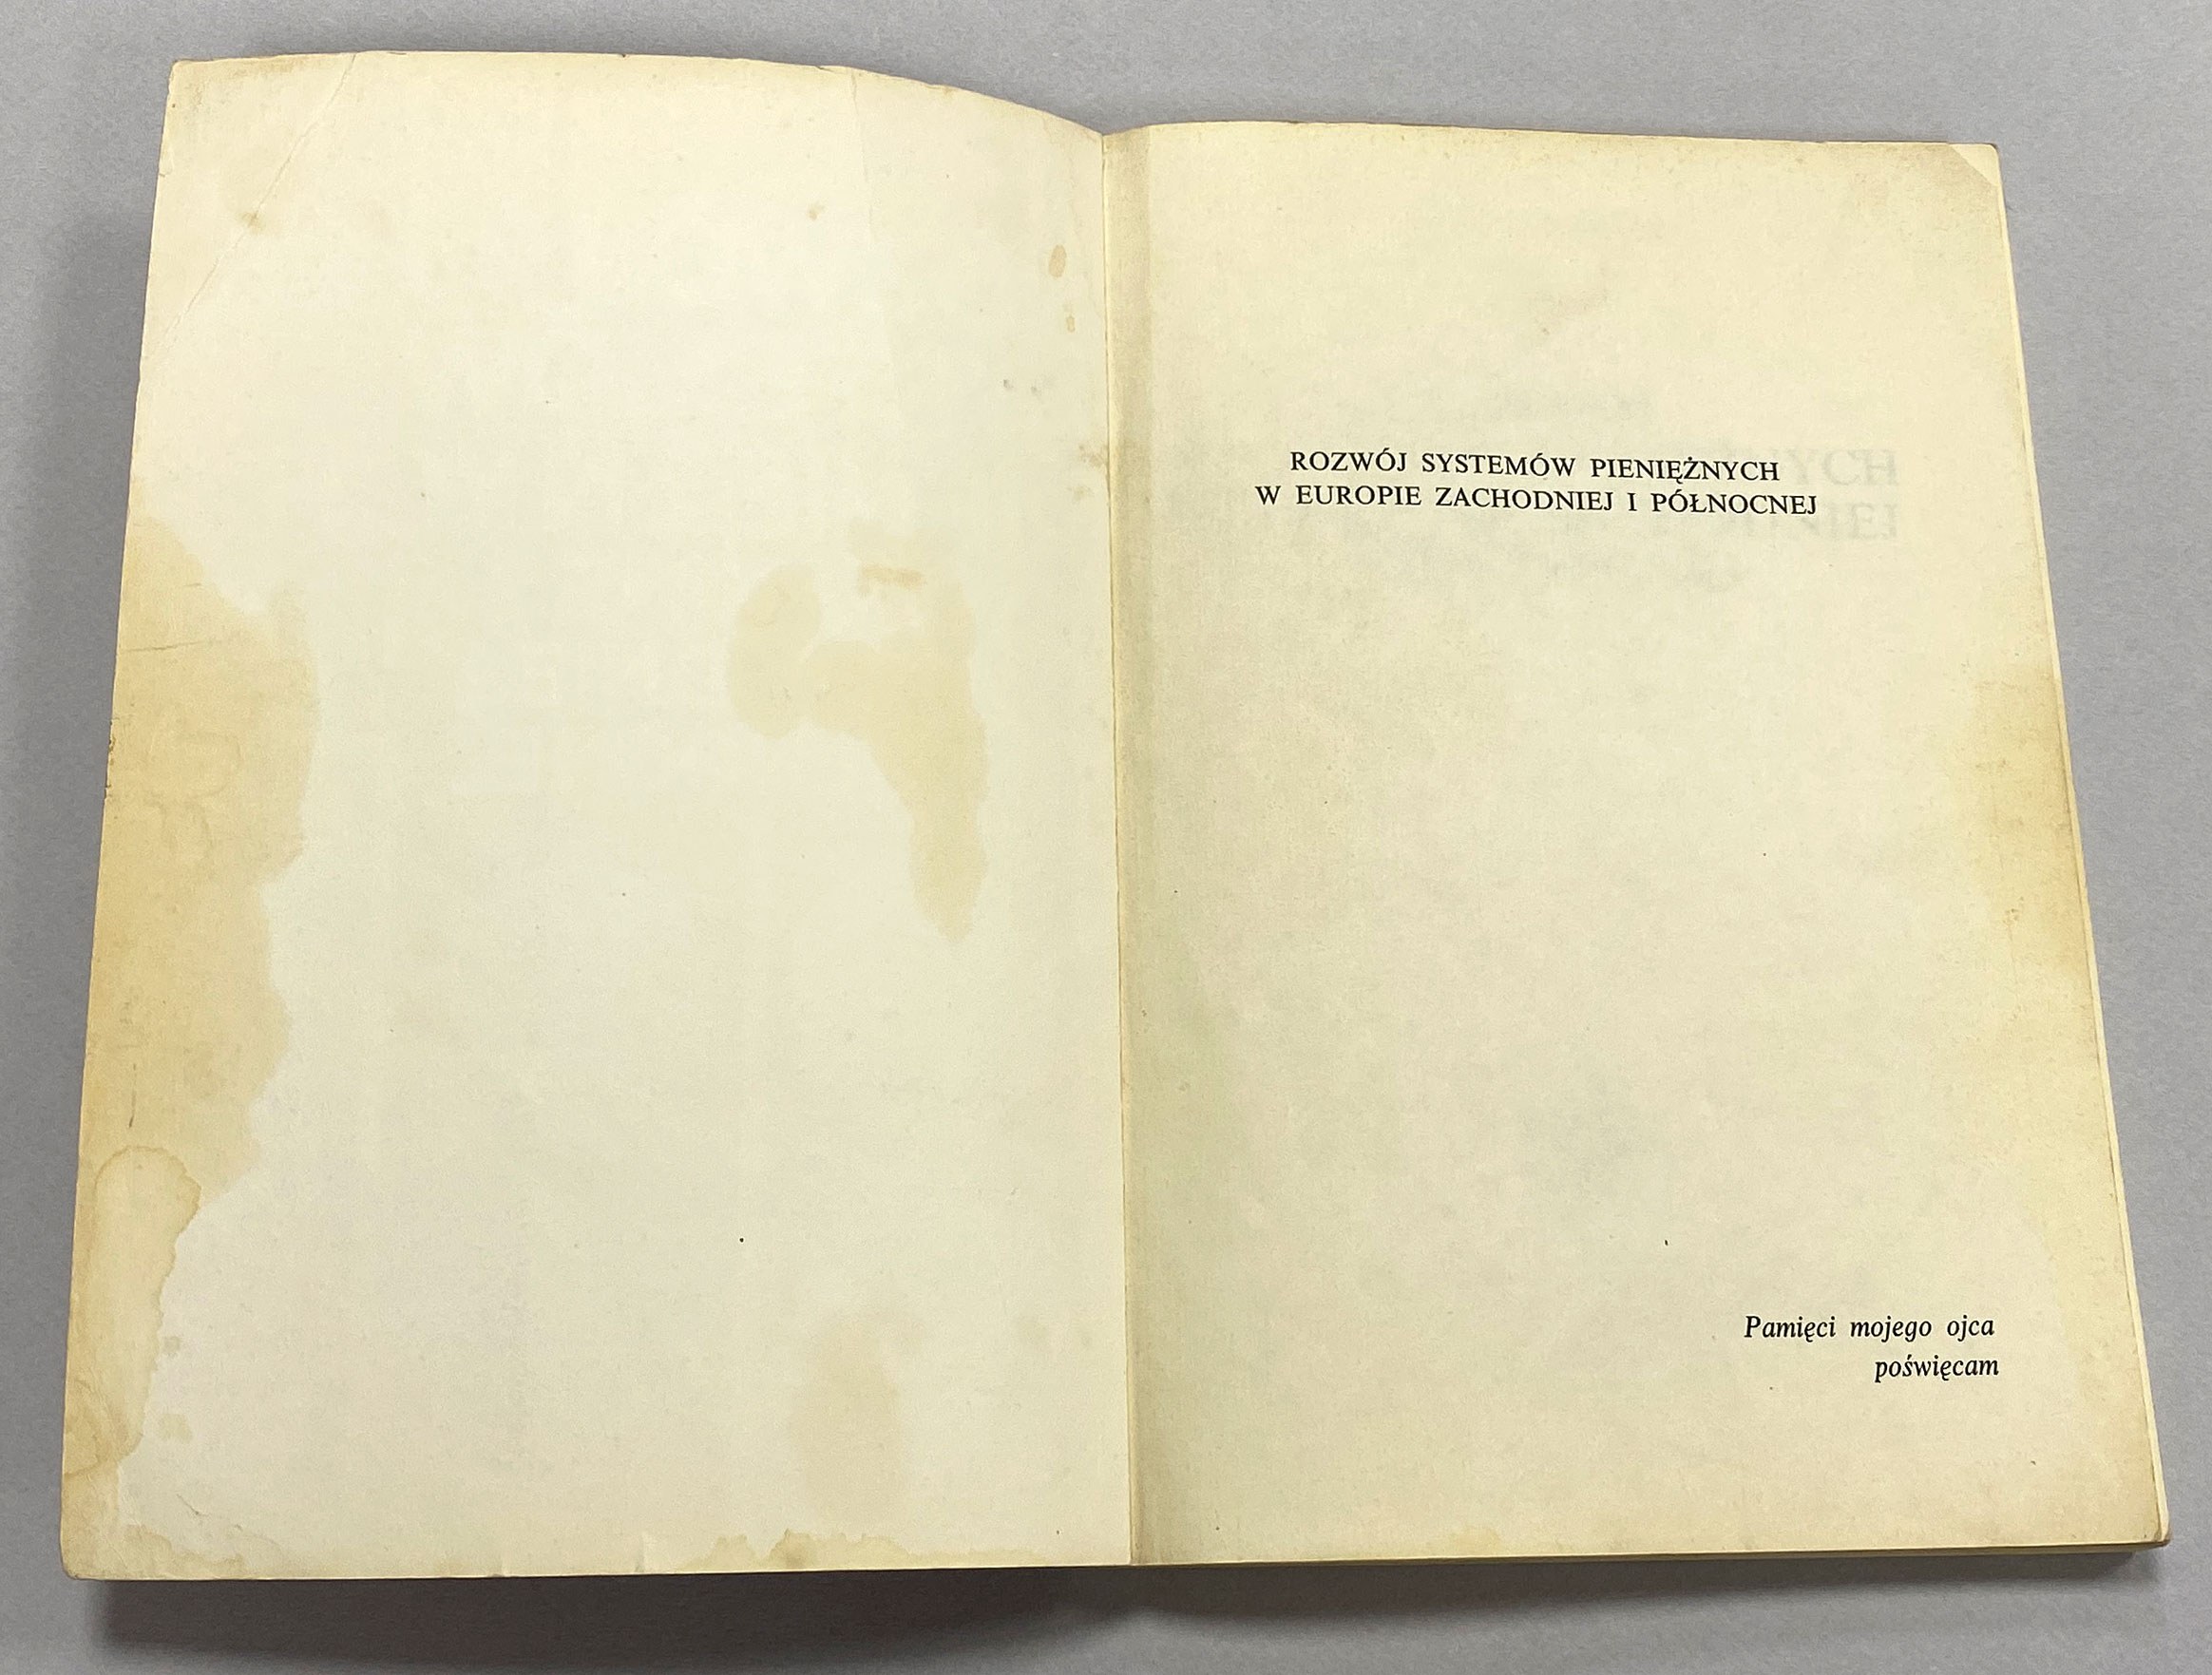 ROZWÓJ SYSTEMÓW PIENIĘŻNYCH
W EUROPIE ZACHODNIEJ I PÓŁNOCNEJ
Pamięci mojego ojca
poświęcam